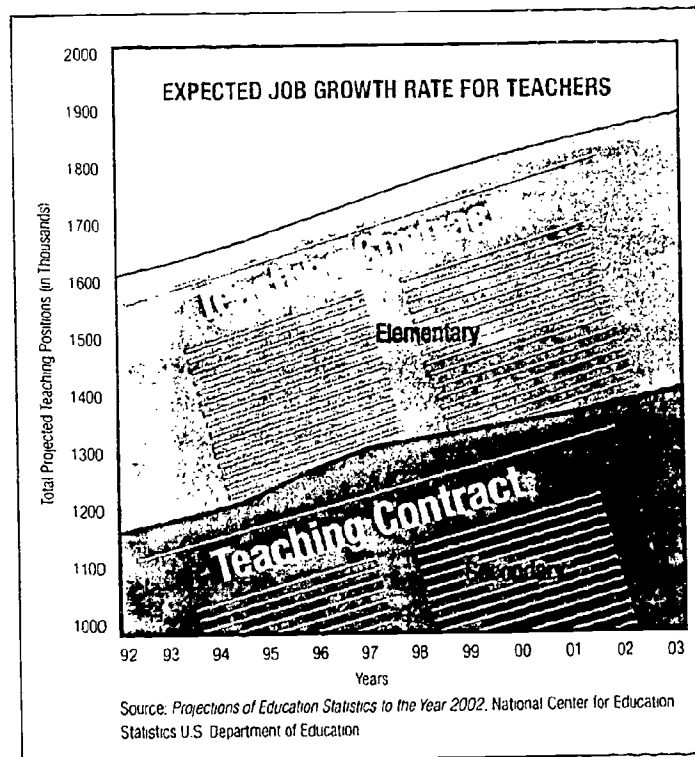 EXPECTED JOB GROWTH RATE FOR TEACHERS
Total Projected Teaching Positions (in Thousands)
2000
1900
1800
1700
1600
1500
1400
1300
1200
1100
1000
Elementary
Teaching Contract
Secondary
92 93 94 95 96 97 98 99 00 01 02 03
Years
Source: Projections of Education Statistics to the Year 2002. National Center for Education
Statistics U.S. Department of Education